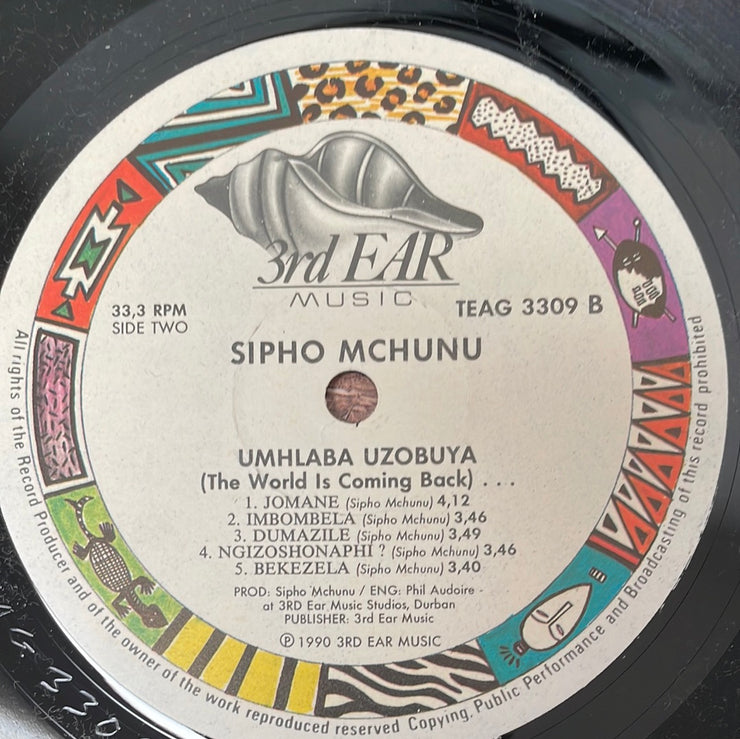 3rd EAR
MUSIC
33,3 RPM
SIDE TWO
TEAG 3309 B
SIPHO MCHUNU
UMHLABA UZOBUYA
(The World Is Coming Back) . . .
1. JOMANE (Sipho Mchunu) 4,12
2. IMBOMBELA (Sipho Mchunu) 3,46
3. DUMAZILE (Sipho Mchunu) 3,49
4. NGIZOSHONAPHI ? (Sipho Mchunu) 3,46
5. BEKEZELA (Sipho Mchunu) 3,40
PROD: Sipho Mchunu / ENG: Phil Audoire -
at 3RD Ear Music Studios, Durban
PUBLISHER: 3rd Ear Music
℗ 1990 3RD EAR MUSIC
All rights of the Record Producer and of the owner of the work reproduced reserved Copying, Public Performance and Broadcasting of this record prohibited